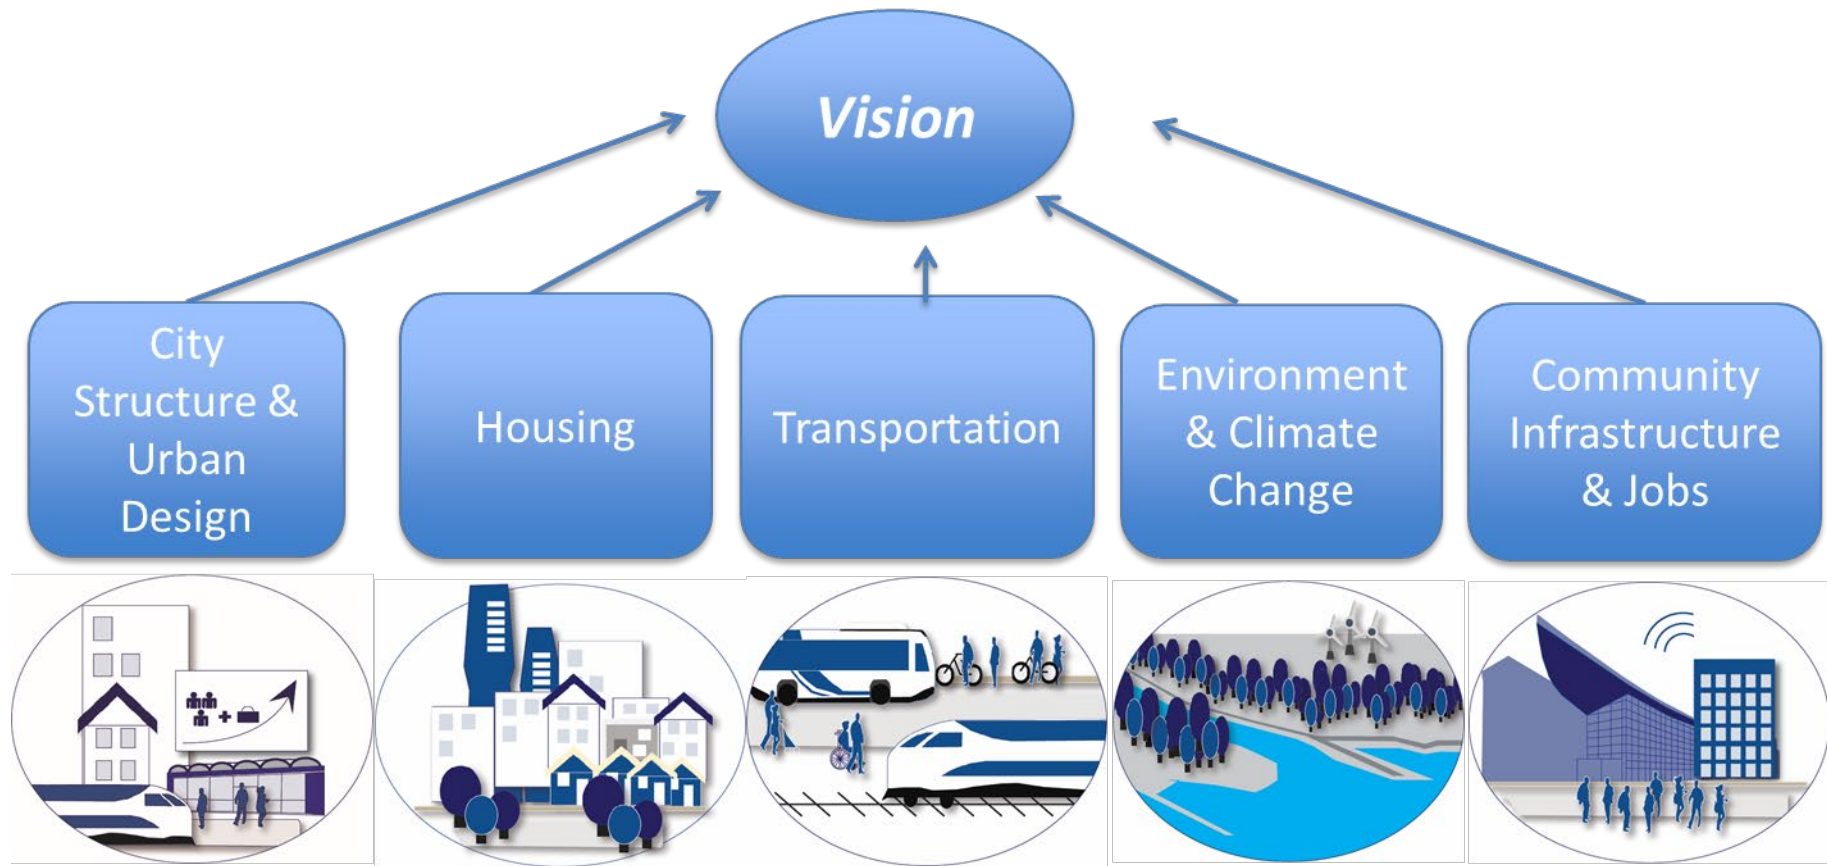 Vision
City
Structure &
Urban
Design
Housing
Transportation
Environment
& Climate
Change
Community
Infrastructure
& Jobs
+